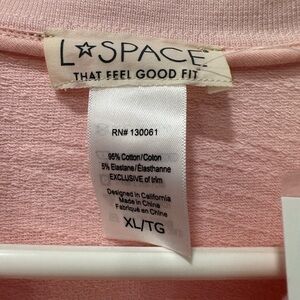 L☆SPACE
THAT FEEL GOOD FIT
RN# 130061
95% Cotton/Coton
5% Elastane/Élasthanne
EXCLUSIVE of trim
Designed in California
Made in China
Fabriqué en Chine
XL/TG